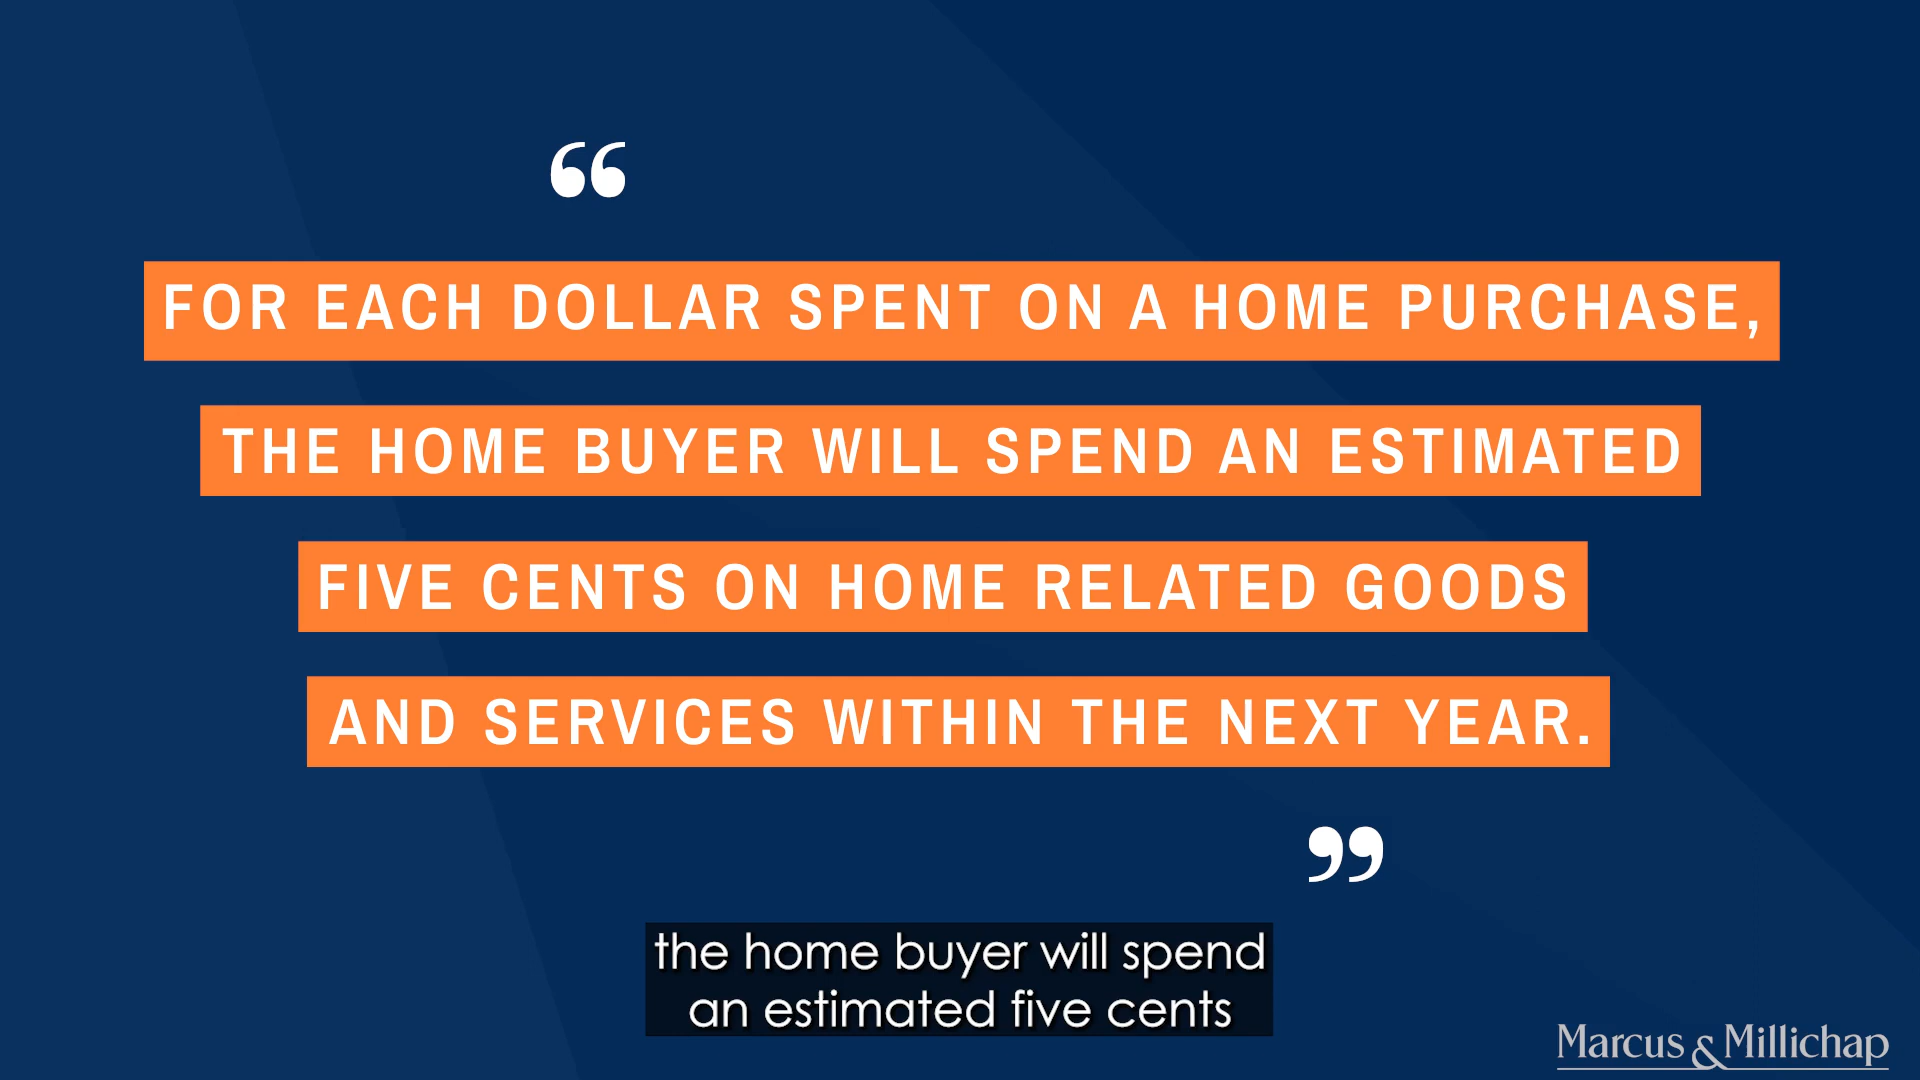 “
FOR EACH DOLLAR SPENT ON A HOME PURCHASE,
THE HOME BUYER WILL SPEND AN ESTIMATED
FIVE CENTS ON HOME RELATED GOODS
AND SERVICES WITHIN THE NEXT YEAR.
”
the home buyer will spend
an estimated five cents
Marcus & Millichap